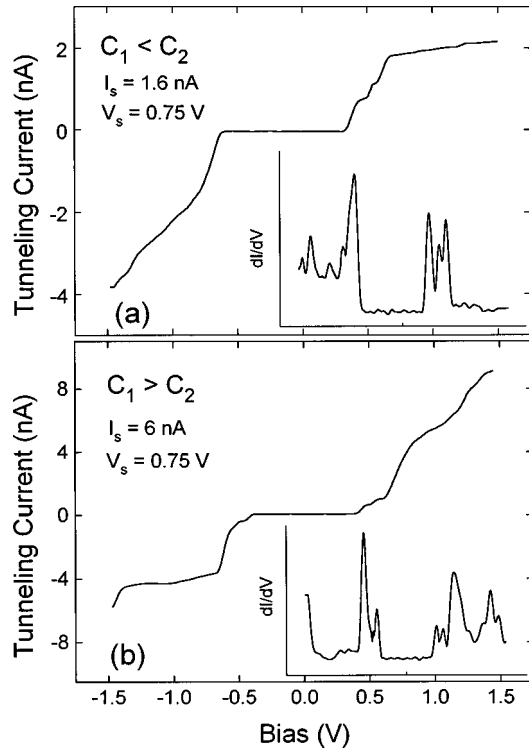 C1 < C2
Is = 1.6 nA
Vs = 0.75 V
Tunneling Current (nA)
2
0
-2
-4
dI/dV
(a)
C1 > C2
Is = 6 nA
Vs = 0.75 V
Tunneling Current (nA)
8
4
0
-4
-8
dI/dV
(b)
-1.5 -1.0 -0.5 0.0 0.5 1.0 1.5
Bias (V)